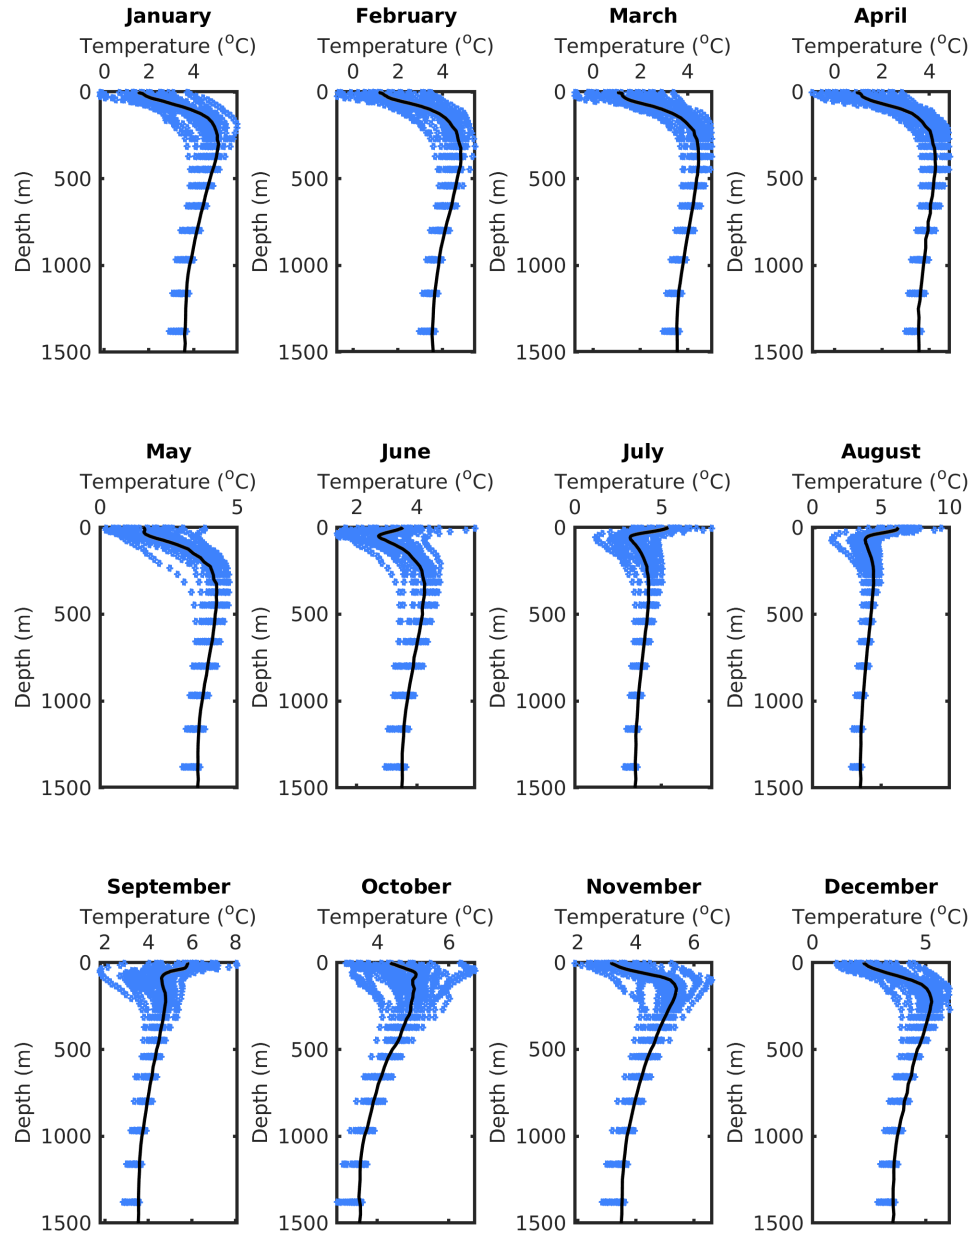 January February March April
Temperature (°C) Temperature (°C) Temperature (°C) Temperature (°C)
0 2 4 0 2 4 0 2 4 0 2 4
0 0 0 0
500 500 500 500
Depth (m) Depth (m) Depth (m) Depth (m)
1000 1000 1000 1000
1500 1500 1500 1500
May June July August
Temperature (°C) Temperature (°C) Temperature (°C) Temperature (°C)
0 5 2 4 0 5 0 5 10
0 0 0 0
500 500 500 500
Depth (m) Depth (m) Depth (m) Depth (m)
1000 1000 1000 1000
1500 1500 1500 1500
September October November December
Temperature (°C) Temperature (°C) Temperature (°C) Temperature (°C)
2 4 6 8 4 6 2 4 6 0 5
0 0 0 0
500 500 500 500
Depth (m) Depth (m) Depth (m) Depth (m)
1000 1000 1000 1000
1500 1500 1500 1500